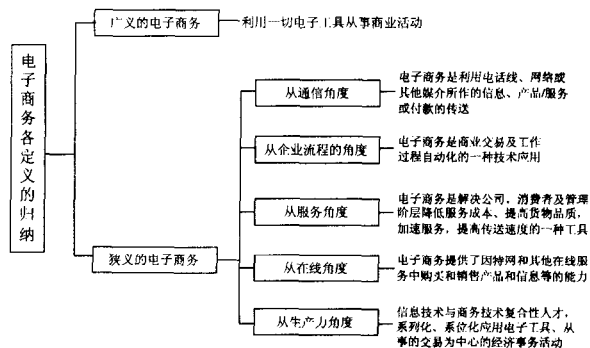 电子商务各定义的归纳
广义的电子商务
利用一切电子工具从事商业活动
狭义的电子商务
从通信角度
电子商务是利用电话线、网络或
其他媒介所作的信息、产品/服务
或付款的传送
从企业流程的角度
电子商务是商业交易及工作
过程自动化的一种技术应用
从服务角度
电子商务是解决公司,消费者及管理
阶层降低服务成本、提高货物品质,
加速服务,提高传送速度的一种工具
从在线角度
电子商务提供了因特网和其他在线服
务中购买和销售产品和信息等的能力
从生产力角度
信息技术与商务技术复合性人才,
系列化、系位化应用电子工具、从
事的交易为中心的经济事务活动